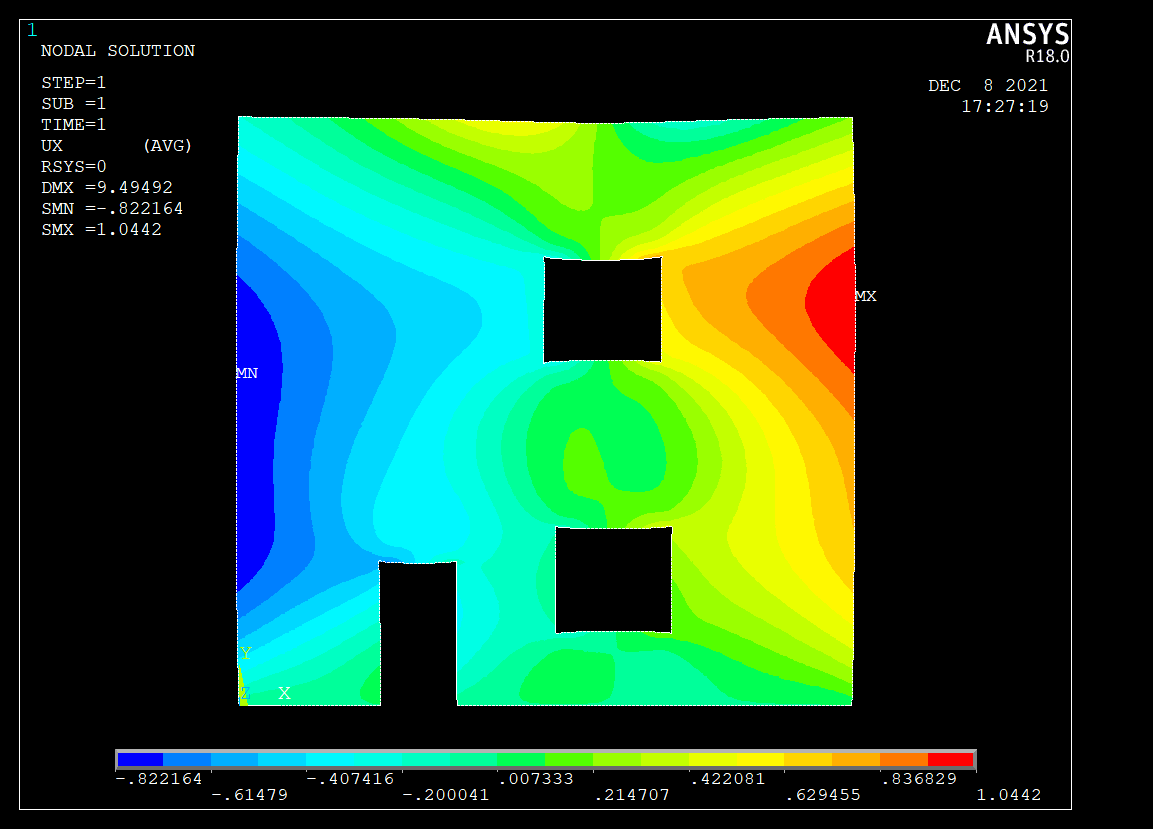 1
ANSYS
R18.0
NODAL SOLUTION
DEC 8 2021
17:27:19
STEP=1
SUB =1
TIME=1
UX (AVG)
RSYS=0
DMX =9.49492
SMN =-.822164
SMX =1.0442
MX
MN
Y
Z X
-.822164 -.407416 .007333 .422081 .836829
-.61479 -.200041 .214707 .629455 1.0442